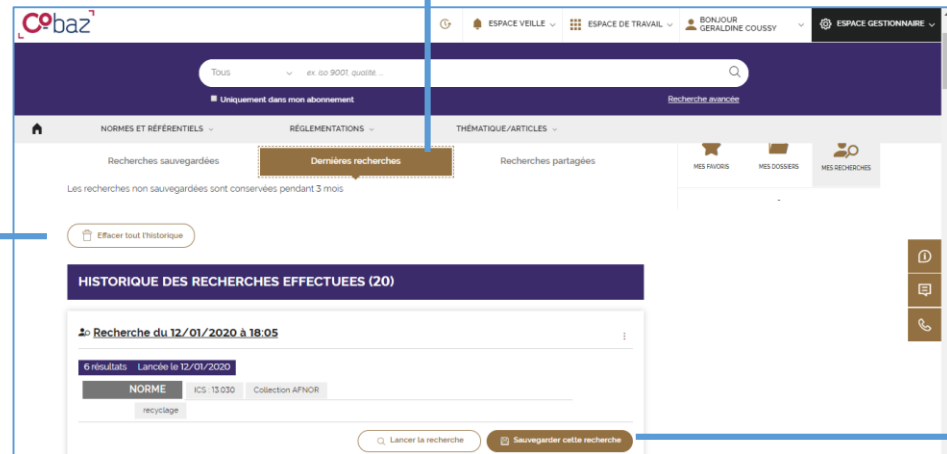 Cobaz
ESPACE VEILLE
ESPACE DE TRAVAIL
BONJOUR
GERALDINE COUSSY
ESPACE GESTIONNAIRE
Tous
ex: iso 9001, qualité, ...
Uniquement dans mon abonnement
Recherche avancée
NORMES ET RÉFÉRENTIELS
RÉGLEMENTATIONS
THÉMATIQUE/ARTICLES
Recherches sauvegardées
Dernières recherches
Recherches partagées
MES FAVORIS
MES DOSSIERS
MES RECHERCHES
Les recherches non sauvegardées sont conservées pendant 3 mois
Effacer tout l'historique
HISTORIQUE DES RECHERCHES EFFECTUEES (20)
Recherche du 12/01/2020 à 18:05
6 résultats Lancée le 12/01/2020
NORME ICS : 13.030 Collection AFNOR
recyclage
Lancer la recherche
Sauvegarder cette recherche